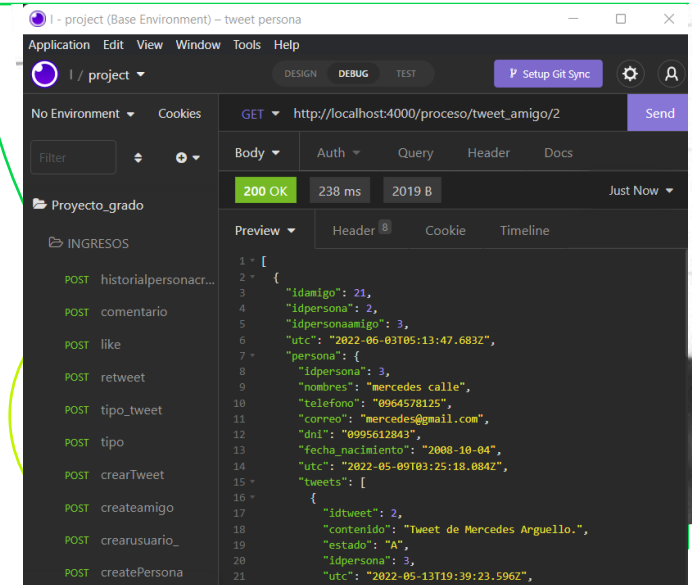 I - project (Base Environment) – tweet persona
Application Edit View Window Tools Help
I / project
DESIGN DEBUG TEST
Setup Git Sync
No Environment Cookies
GET http://localhost:4000/proceso/tweet_amigo/2 Send
Filter
Body Auth Query Header Docs
200 OK 238 ms 2019 B Just Now
Proyecto_grado
Preview Header 8 Cookie Timeline
INGRESOS
POST historialpersonacr...
POST comentario
POST like
POST retweet
POST tipo_tweet
POST tipo
POST crearTweet
POST createamigo
POST crearusuario_
POST createPersona
1 [
2 {
3 "idamigo": 21,
4 "idpersona": 2,
5 "idpersonaamigo": 3,
6 "utc": "2022-06-03T05:13:47.683Z",
7 "persona": {
8 "idpersona": 3,
9 "nombres": "mercedes calle",
10 "telefono": "0964578125",
11 "correo": "mercedes@gmail.com",
12 "dni": "0995612843",
13 "fecha_nacimiento": "2008-10-04",
14 "utc": "2022-05-09T03:25:18.084Z",
15 "tweets": [
16 {
17 "idtweet": 2,
18 "contenido": "Tweet de Mercedes Arguello.",
19 "estado": "A",
20 "idpersona": 3,
21 "utc": "2022-05-13T19:39:23.596Z",